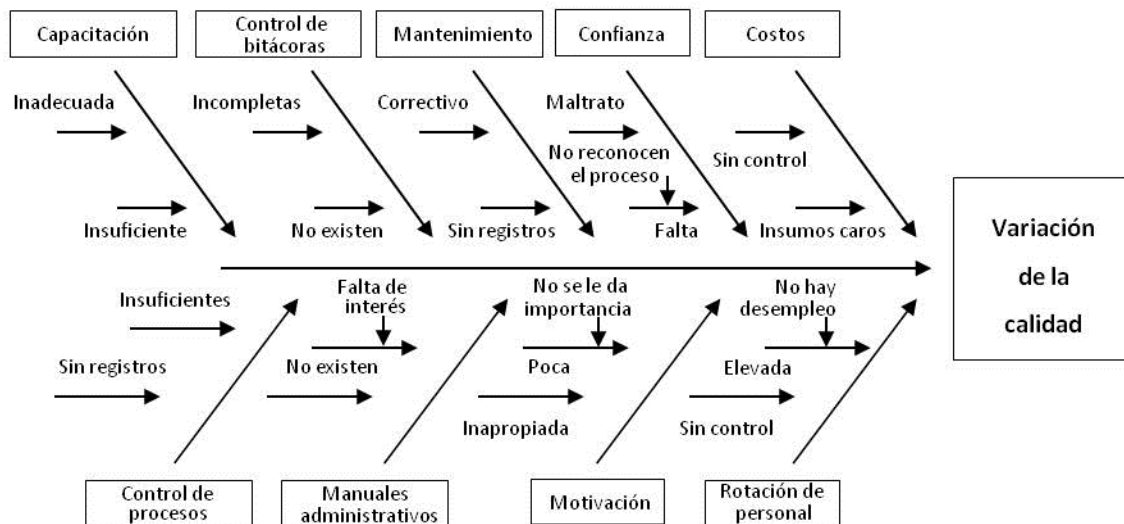 Capacitación
Control de
bitácoras
Mantenimiento
Confianza
Costos
Inadecuada
Incompletas
Correctivo
Maltrato
No reconocen
el proceso
Sin control
Insuficiente
No existen
Sin registros
Falta
Insumos caros
Variación
de la
calidad
Insuficientes
Falta de
interés
No se le da
importancia
No hay
desempleo
Sin registros
No existen
Poca
Elevada
Inapropiada
Sin control
Control de
procesos
Manuales
administrativos
Motivación
Rotación de
personal